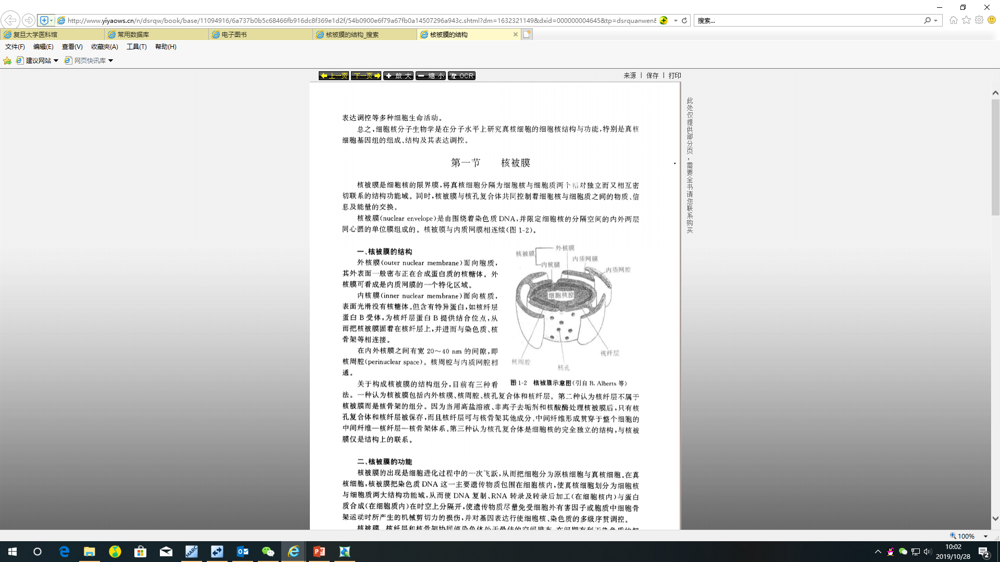 http://www.yiyaows.cn/n/dsrqw/book/base/11094916/6a737b0b5c68466fb916dc8f369e1d2f/54b0900e6f79a67fb0a14507296a943c.shtml?dm=1632321149&dxid=000000004645&tp=dsrquanwen&
搜索...
复旦大学医科馆
常用数据库
电子图书
核被膜的结构_搜索
核被膜的结构
文件(F) 编辑(E) 查看(V) 收藏夹(A) 工具(T) 帮助(H)
建议网站 网页快讯库
上一页 下一页 放 大 缩 小 OCR
来源 | 保存 | 打印
此处仅提供部分页，需要全书请您联系购买
表达调控等多种细胞生命活动。
总之,细胞核分子生物学是在分子水平上研究真核细胞的细胞核结构与功能,特别是真核
细胞基因组的组成、结构及其表达调控。
第一节 核被膜
核被膜是细胞核的限界膜,将真核细胞分隔为细胞核与细胞质两个相对独立而又相互密
切联系的结构功能域。同时,核被膜与核孔复合体共同控制着细胞核与细胞质之间的物质、信
息及能量的交换。
核被膜(nuclear envelope)是由围绕着染色质 DNA,并限定细胞核的分隔空间的内外两层
同心圆的单位膜组成的。核被膜与内质网膜相连续(图 1-2)。
一、核被膜的结构
外核膜(outer nuclear membrane)面向胞质,
其外表面一般密布正在合成蛋白质的核糖体。外
核膜可看成是内质网膜的一个特化区域。
内核膜(inner nuclear membrane)面向核质,
表面光滑没有核糖体。但含有特异蛋白,如核纤层
蛋白 B 受体,为核纤层蛋白 B 提供结合位点,从
而把核被膜固着在核纤层上,并进而与染色质、核
骨架等相连接。
在内外核膜之间有宽 20～40 nm 的间隙,即
核周腔(perinuclear space)。核周腔与内质网腔相
通。
外核膜
核被膜
内质网膜
内核膜
内质网腔
细胞核腔
核纤层
核周腔
核孔
图 1-2 核被膜示意图(引自 B. Alberts 等)
关于构成核被膜的结构组分,目前有三种看
法。一种认为核被膜包括内外核膜、核周腔、核孔复合体和核纤层。第二种认为核纤层不属于
核被膜而是核骨架的组分。因为当用高盐溶液、非离子去垢剂和核酸酶处理核被膜后,只有核
孔复合体和核纤层被保存,而且核纤层可与核骨架其他成分、中间纤维形成贯穿于整个细胞的
中间纤维—核纤层—核骨架体系。第三种认为核孔复合体是细胞核的完全独立的结构,与核被
膜仅是结构上的联系。
二、核被膜的功能
核被膜的出现是细胞进化过程中的一次飞跃,从而把细胞分为原核细胞与真核细胞。在真
核细胞,核被膜把染色质 DNA 这一主要遗传物质包围在细胞核内,使真核细胞划分为细胞核
与细胞质两大结构功能域,从而使 DNA 复制、RNA 转录及转录后加工(在细胞核内)与蛋白
质合成(在细胞质内)在时空上分隔开,使遗传物质尽量免受细胞外有害因子或胞质中细胞骨
架运动时所产生的机械剪切力的损伤,并对基因表达行使细胞核、染色质的多级序贯调控。
核被膜、核纤层和核骨架协同使染色体处于最佳的空间排布,在间期有利于染色质的解
100%
MARC
10:02
2019/10/28
2